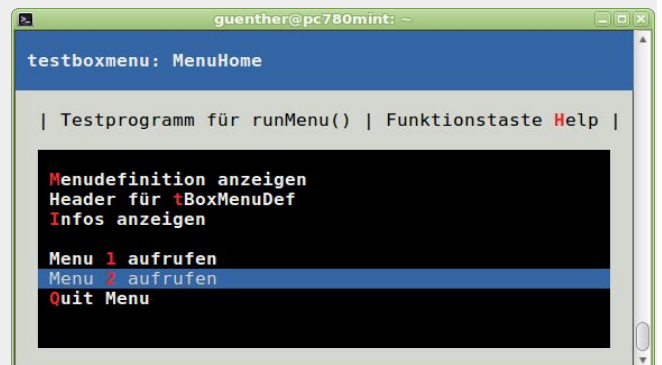 guenther@pc780mint: ~
testboxmenu: MenuHome
| Testprogramm für runMenu() | Funktionstaste Help |
Menudefinition anzeigen
Header für tBoxMenuDef
Infos anzeigen
Menu 1 aufrufen
Menu 2 aufrufen
Quit Menu